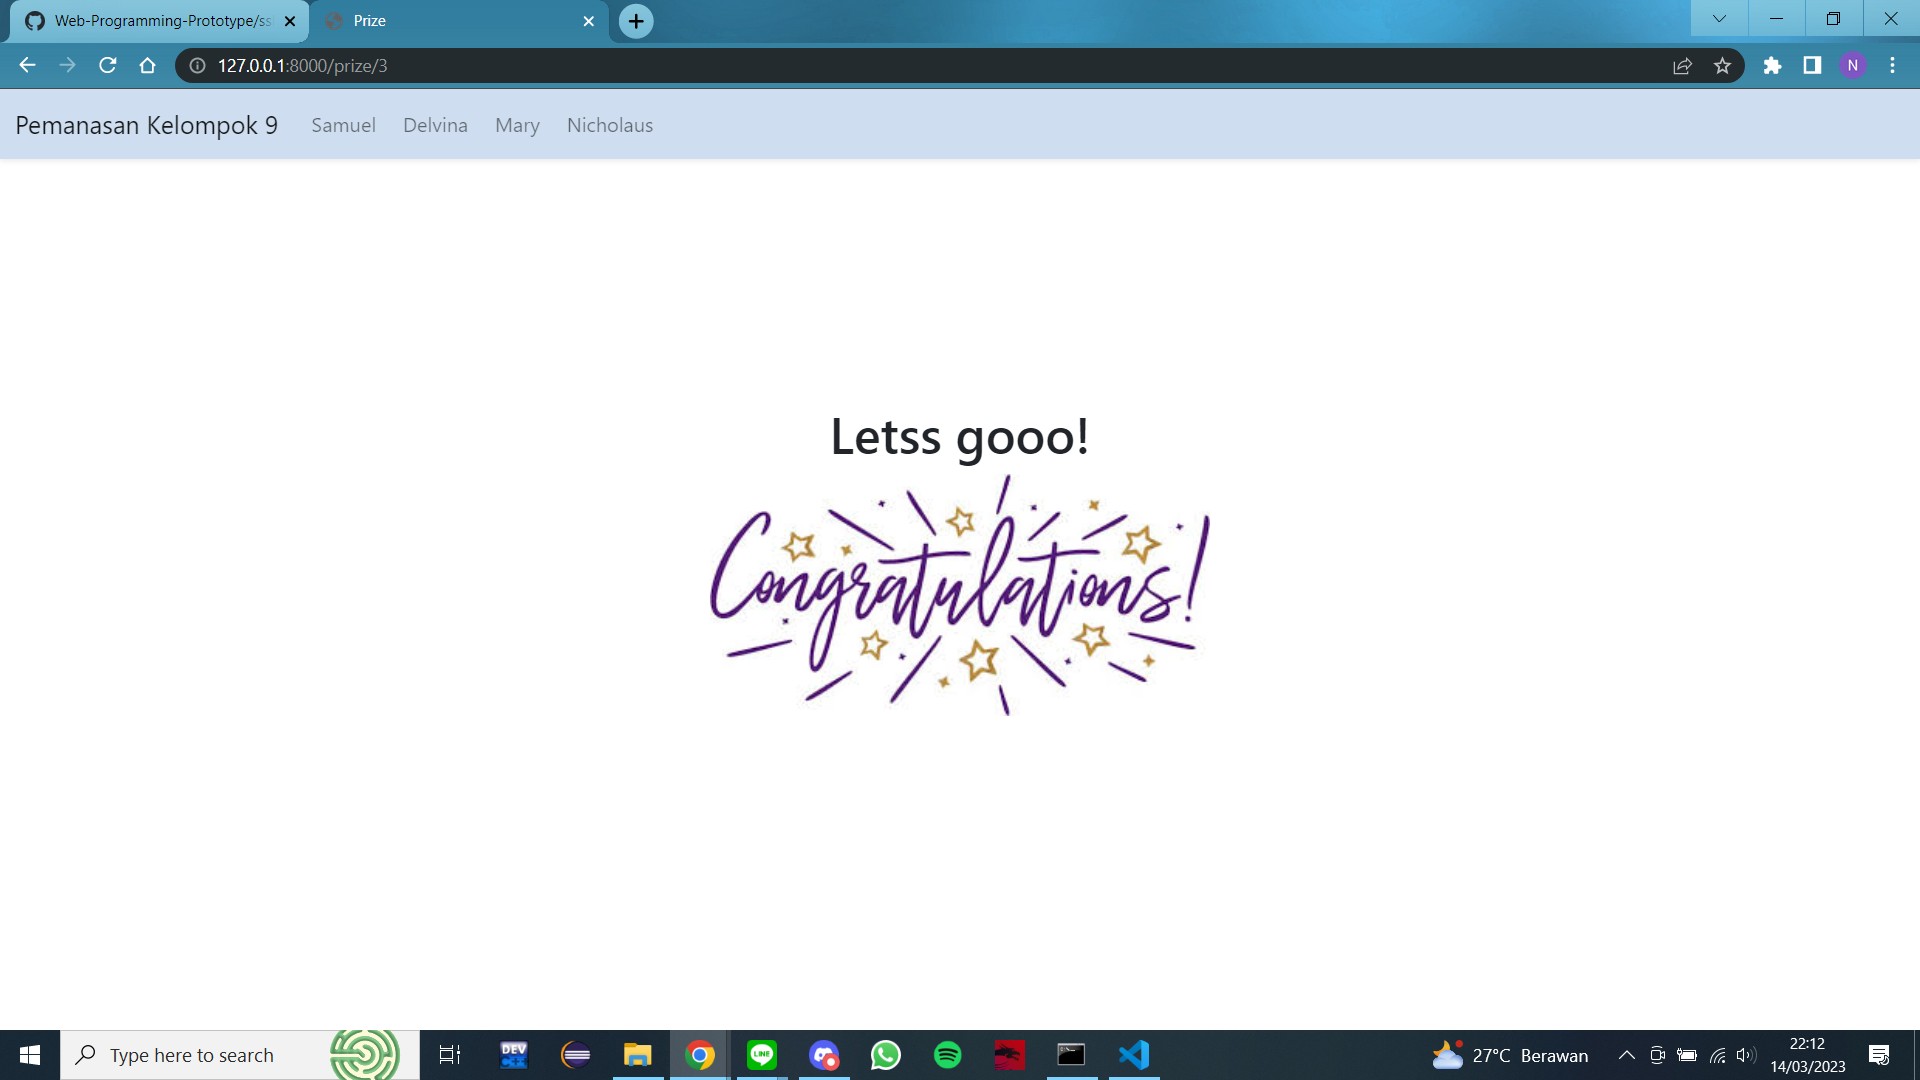 Web-Programming-Prototype/ss
Prize
127.0.0.1:8000/prize/3
N
Pemanasan Kelompok 9 Samuel Delvina Mary Nicholaus
Letss gooo!
Congratulations!
Type here to search
DEV
C++
LINE
27°C Berawan
22:12
14/03/2023